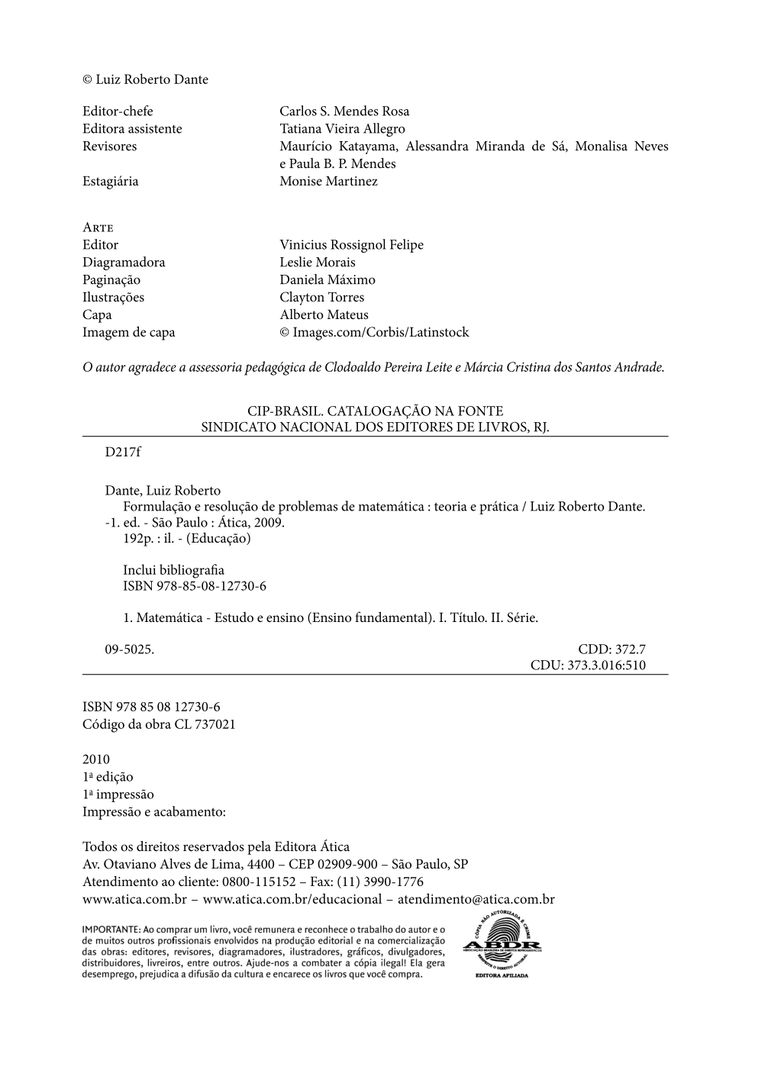 © Luiz Roberto Dante
Editor-chefe Carlos S. Mendes Rosa
Editora assistente Tatiana Vieira Allegro
Revisores Maurício Katayama, Alessandra Miranda de Sá, Monalisa Neves
e Paula B. P. Mendes
Estagiária Monise Martinez
ARTE
Editor Vinicius Rossignol Felipe
Diagramadora Leslie Morais
Paginação Daniela Máximo
Ilustrações Clayton Torres
Capa Alberto Mateus
Imagem de capa © Images.com/Corbis/Latinstock
O autor agradece a assessoria pedagógica de Clodoaldo Pereira Leite e Márcia Cristina dos Santos Andrade.
CIP-BRASIL. CATALOGAÇÃO NA FONTE
SINDICATO NACIONAL DOS EDITORES DE LIVROS, RJ.
D217f
Dante, Luiz Roberto
Formulação e resolução de problemas de matemática : teoria e prática / Luiz Roberto Dante.
-1. ed. - São Paulo : Ática, 2009.
192p. : il. - (Educação)
Inclui bibliografia
ISBN 978-85-08-12730-6
1. Matemática - Estudo e ensino (Ensino fundamental). I. Título. II. Série.
09-5025. CDD: 372.7
CDU: 373.3.016:510
ISBN 978 85 08 12730-6
Código da obra CL 737021
2010
1ª edição
1ª impressão
Impressão e acabamento:
Todos os direitos reservados pela Editora Ática
Av. Otaviano Alves de Lima, 4400 – CEP 02909-900 – São Paulo, SP
Atendimento ao cliente: 0800-115152 – Fax: (11) 3990-1776
www.atica.com.br – www.atica.com.br/educacional – atendimento@atica.com.br
IMPORTANTE: Ao comprar um livro, você remunera e reconhece o trabalho do autor e o
de muitos outros profissionais envolvidos na produção editorial e na comercialização
das obras: editores, revisores, diagramadores, ilustradores, gráficos, divulgadores,
distribuidores, livreiros, entre outros. Ajude-nos a combater a cópia ilegal! Ela gera
desemprego, prejudica a difusão da cultura e encarece os livros que você compra.
CÓPIA NÃO AUTORIZADA É CRIME
ABDR
RESPEITE O DIREITO AUTORAL
EDITORA AFILIADA